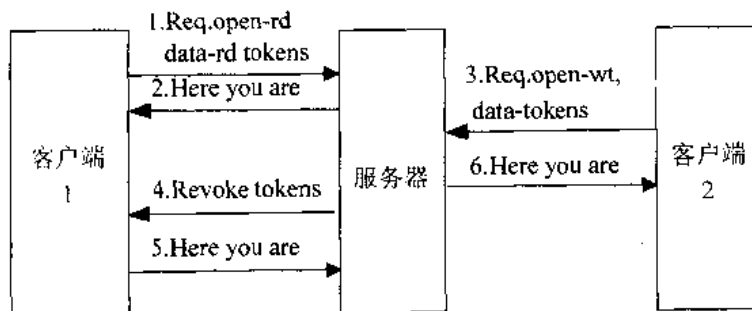 1.Req.open-rd
data-rd tokens
2.Here you are
3.Req.open-wt,
data-tokens
客户端
1
服务器
客户端
2
4.Revoke tokens
6.Here you are
5.Here you are